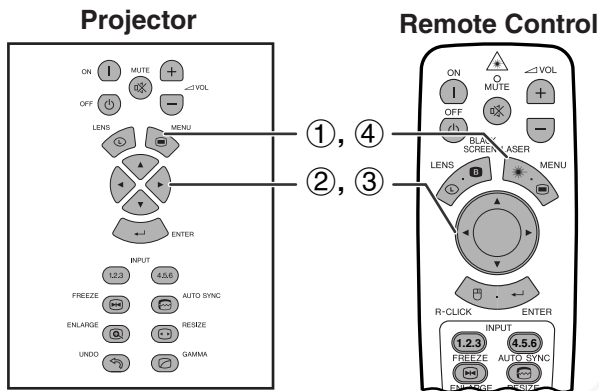 Projector
ON
MUTE
VOL
OFF
LENS
L
MENU
ENTER
INPUT
1.2.3
4.5.6
FREEZE
AUTO SYNC
ENLARGE
RESIZE
UNDO
GAMMA
①, ④
②, ③
Remote Control
ON
MUTE
VOL
OFF
BLACK
SCREEN
LASER
LENS
B
L
MENU
R-CLICK
ENTER
INPUT
1.2.3
4.5.6
FREEZE
AUTO SYNC
ENLARGE
RESIZE